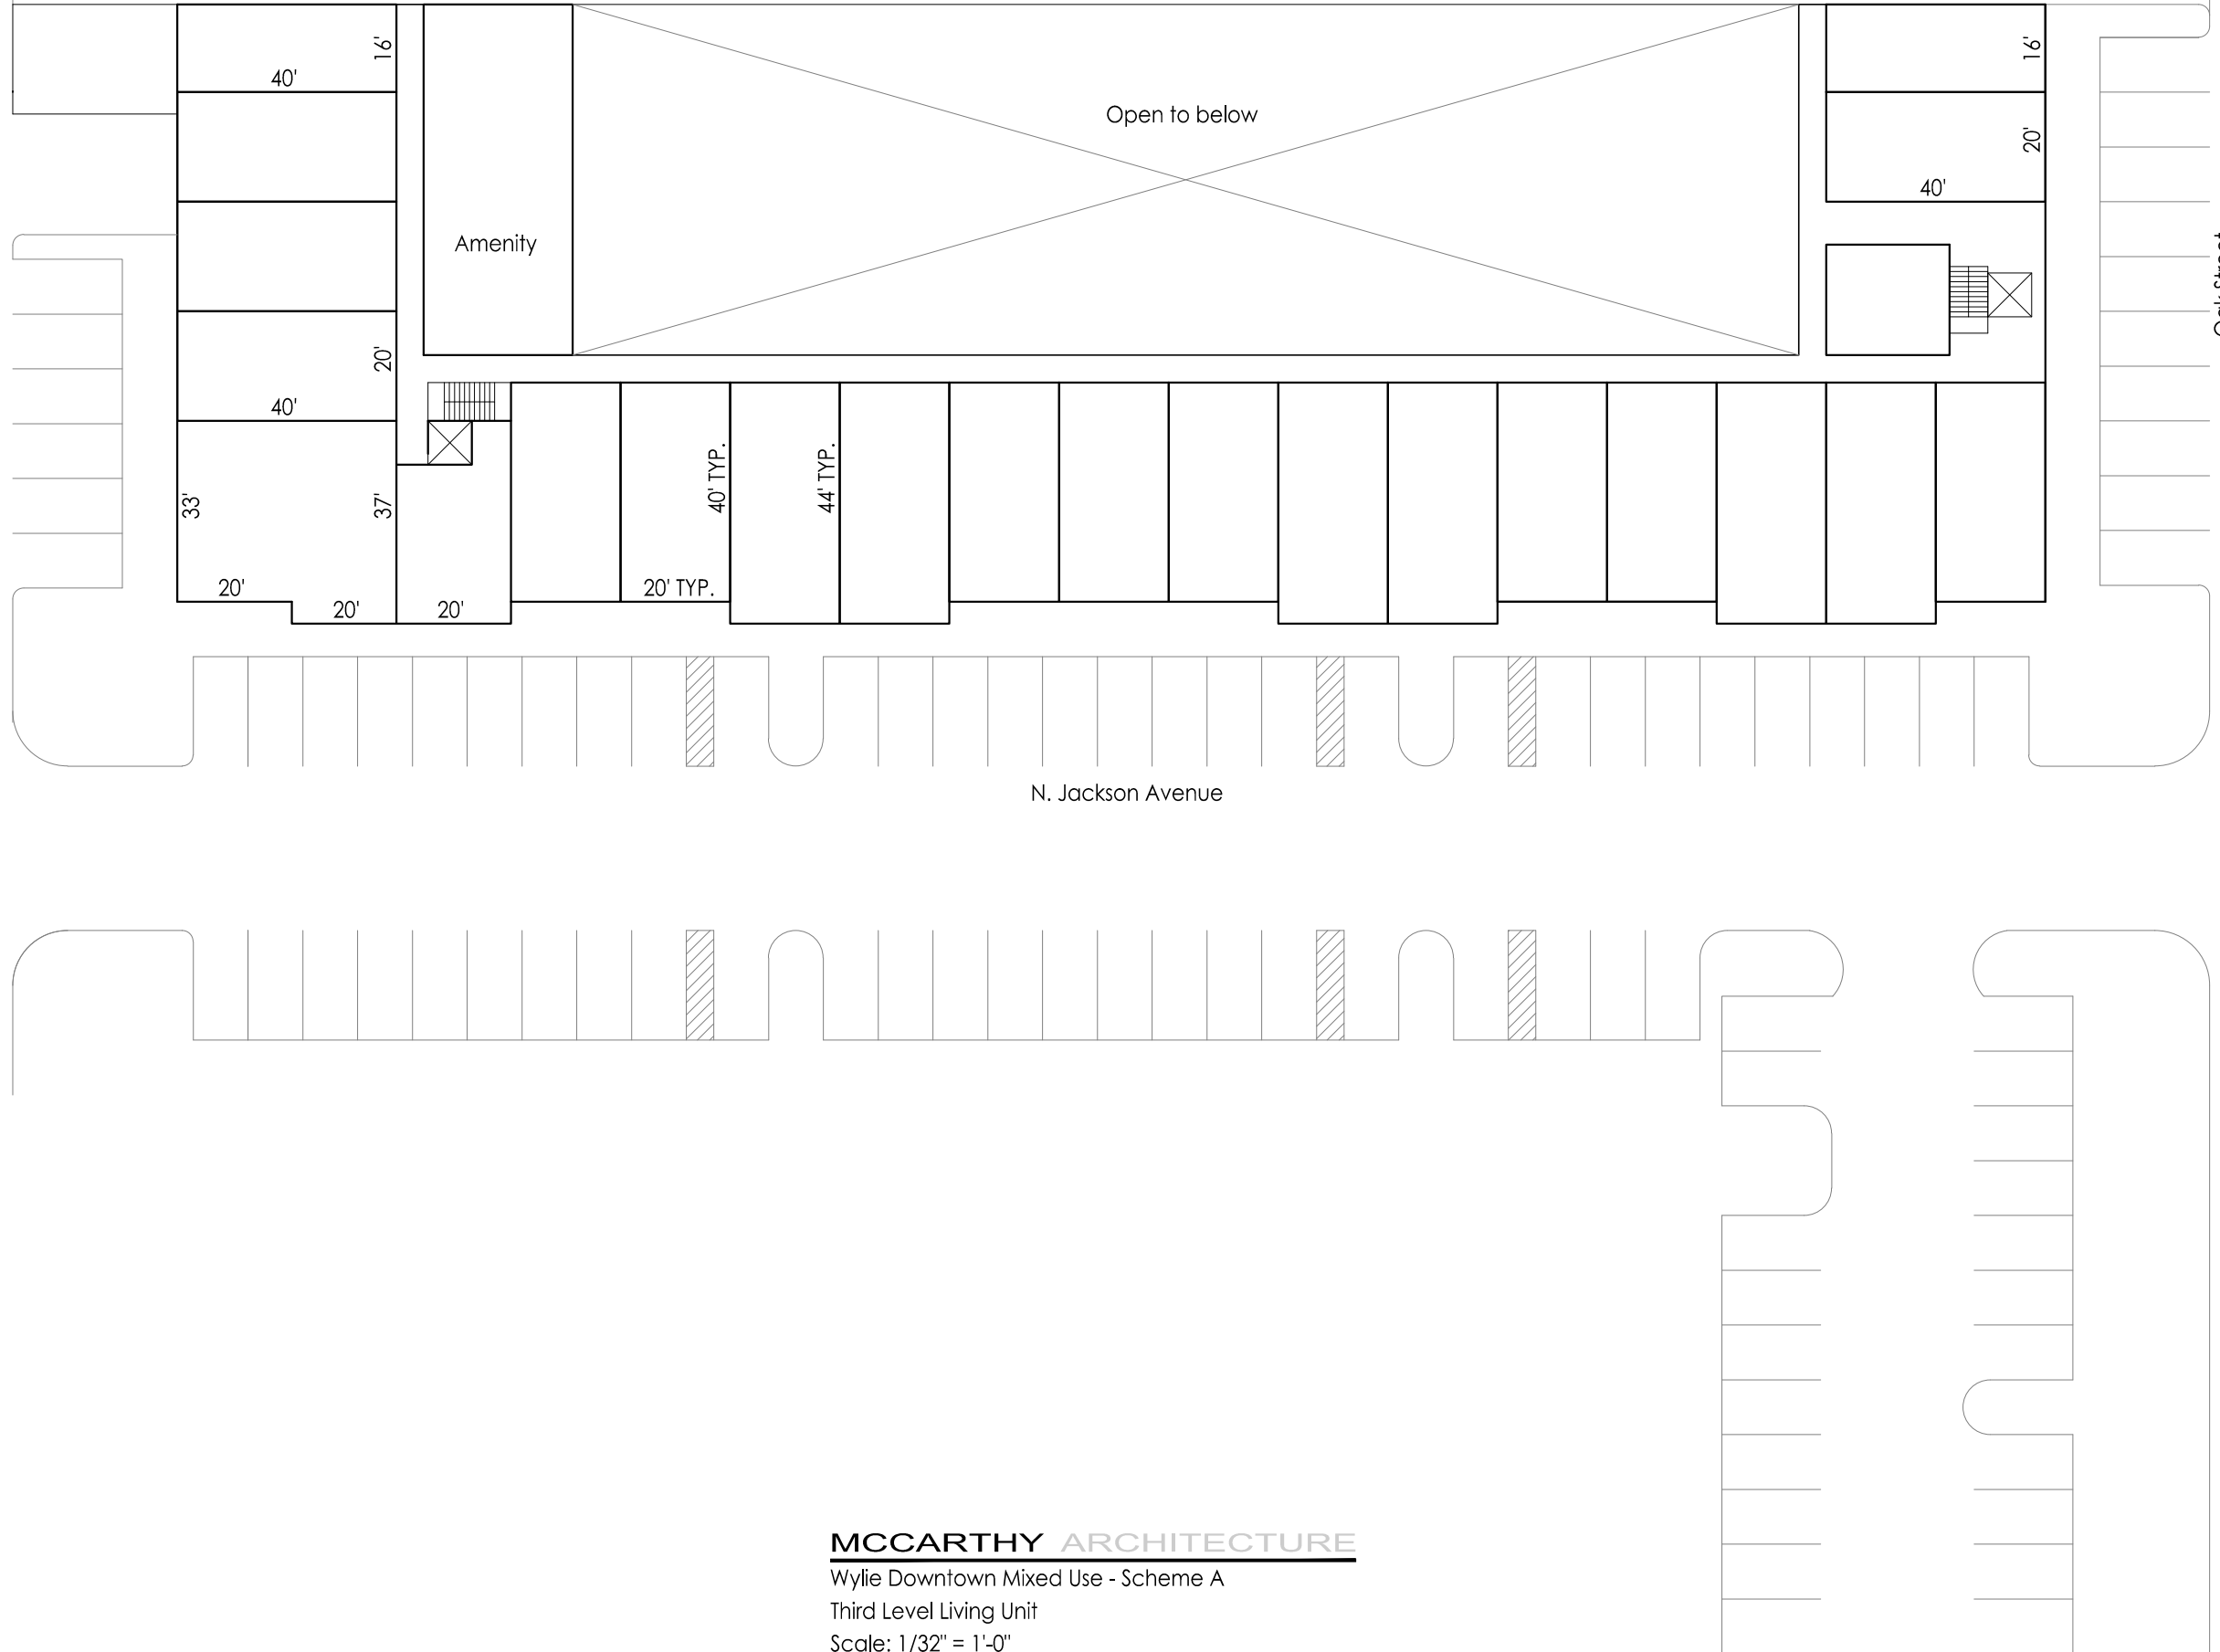 16'
40'
16'
Open to below
20'
40'
Amenity
Oak Street
20'
40'
40' TYP.
44' TYP.
33'
37'
20'
20' TYP.
20'
20'
N. Jackson Avenue
MCCARTHY ARCHITECTURE
Wylie Downtown Mixed Use - Scheme A
Third Level Living Unit
Scale: 1/32" = 1'-0"